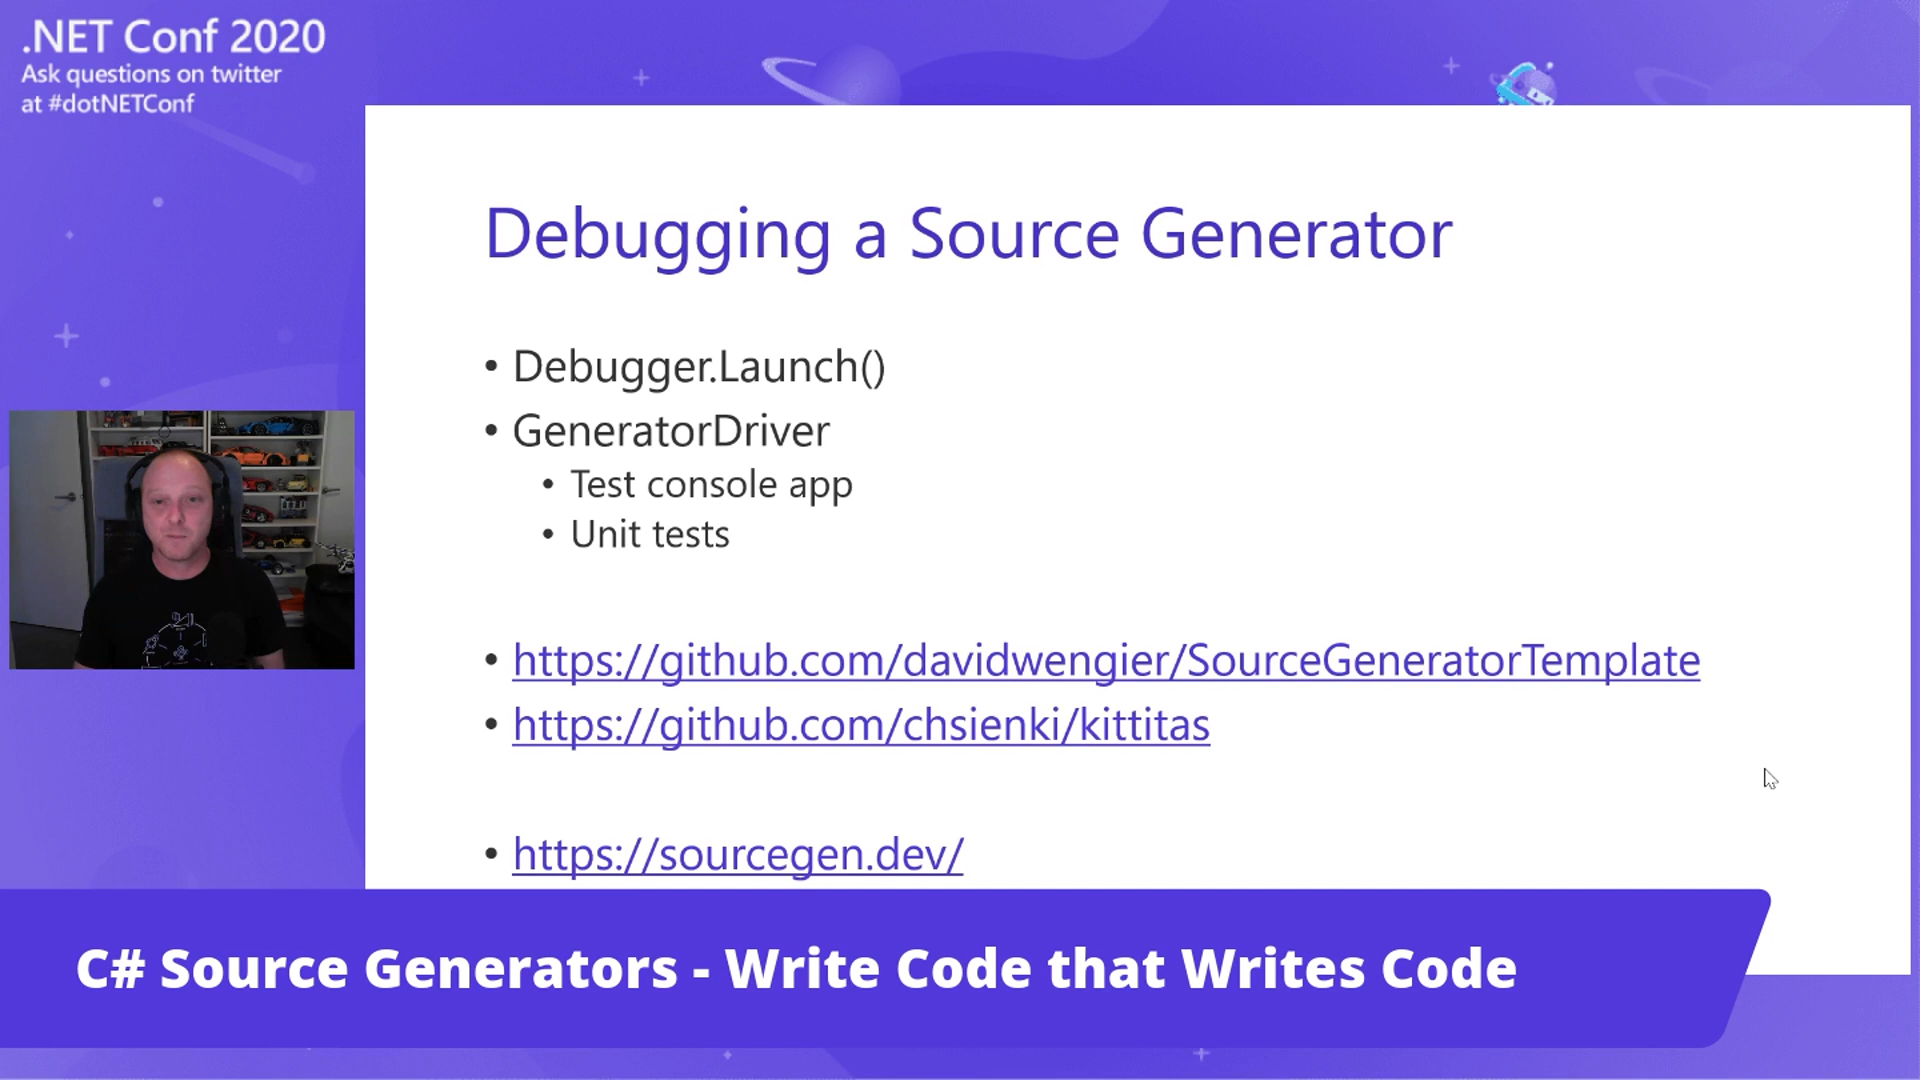 .NET Conf 2020
Ask questions on twitter
at #dotNETConf
Debugging a Source Generator
• Debugger.Launch()
• GeneratorDriver
• Test console app
• Unit tests
• https://github.com/davidwengier/SourceGeneratorTemplate
• https://github.com/chsienki/kittitas
• https://sourcegen.dev/
C# Source Generators - Write Code that Writes Code